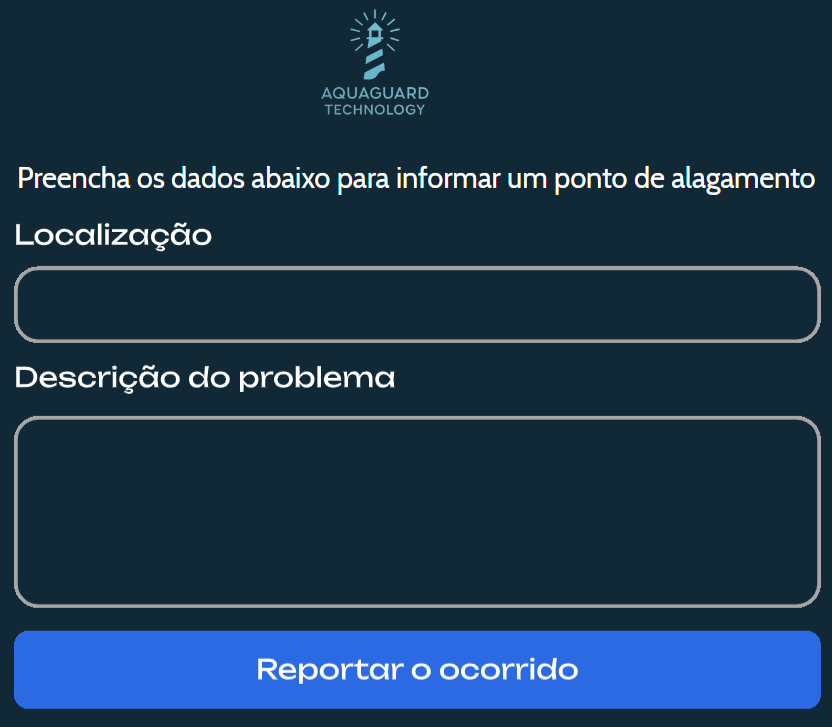 AQUAGUARD
TECHNOLOGY
Preencha os dados abaixo para informar um ponto de alagamento
Localização
Descrição do problema
Reportar o ocorrido